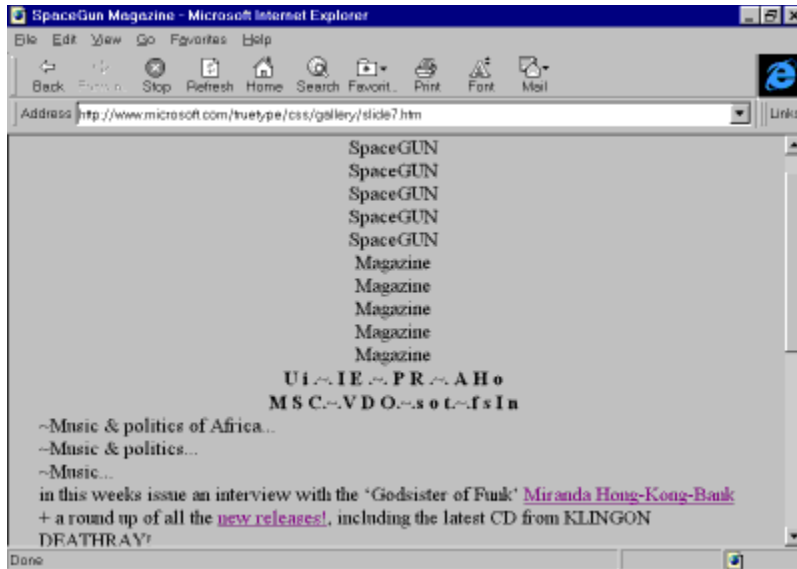 SpaceGun Magazine - Microsoft Internet Explorer
File Edit View Go Favorites Help
Back Forward Stop Refresh Home Search Favorit.. Print Font Mail
Address http://www.microsoft.com/truetype/css/gallery/slide7.htm Links
SpaceGUN
SpaceGUN
SpaceGUN
SpaceGUN
SpaceGUN
Magazine
Magazine
Magazine
Magazine
Magazine
U i .~. I E .~. P R .~. A H o
M S C.~.V D O.~.s o t.~.f s I n
~Music & politics of Africa...
~Music & politics...
~Music...
in this weeks issue an interview with the ‘Godsister of Funk’ Miranda Hong-Kong-Bank
+ a round up of all the new releases!, including the latest CD from KLINGON
DEATHRAY!
Done